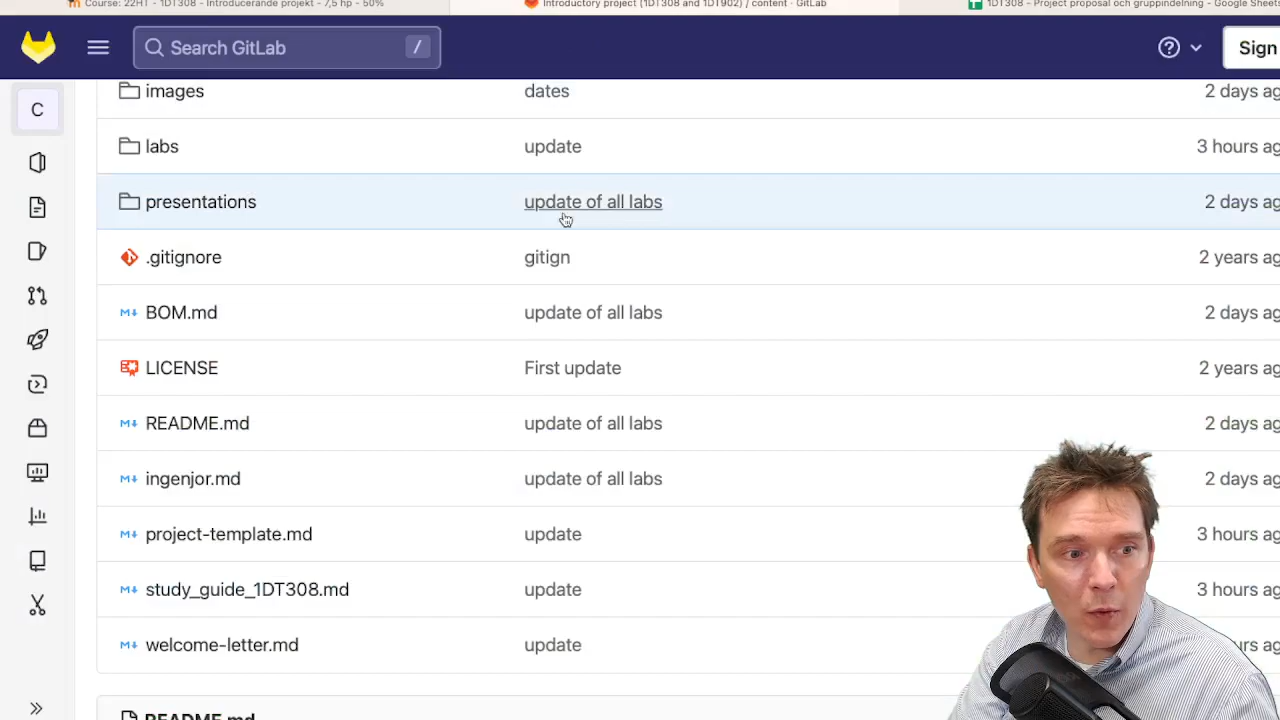 Course: 22HT - 1DT308 - Introducerande projekt - 7,5 hp - 50%
Introductory project (1DT308 and 1DT902) / content · GitLab
1DT308 - Project proposal och gruppindelning - Google Sheets
Search GitLab /
Sign
C
images dates 2 days ag
labs update 3 hours ag
presentations update of all labs 2 days ag
.gitignore gitign 2 years ag
BOM.md update of all labs 2 days ag
LICENSE First update 2 years ag
README.md update of all labs 2 days ag
ingenjor.md update of all labs 2 days ag
project-template.md update 3 hours ag
study_guide_1DT308.md update 3 hours ag
welcome-letter.md update urs ag
README.md